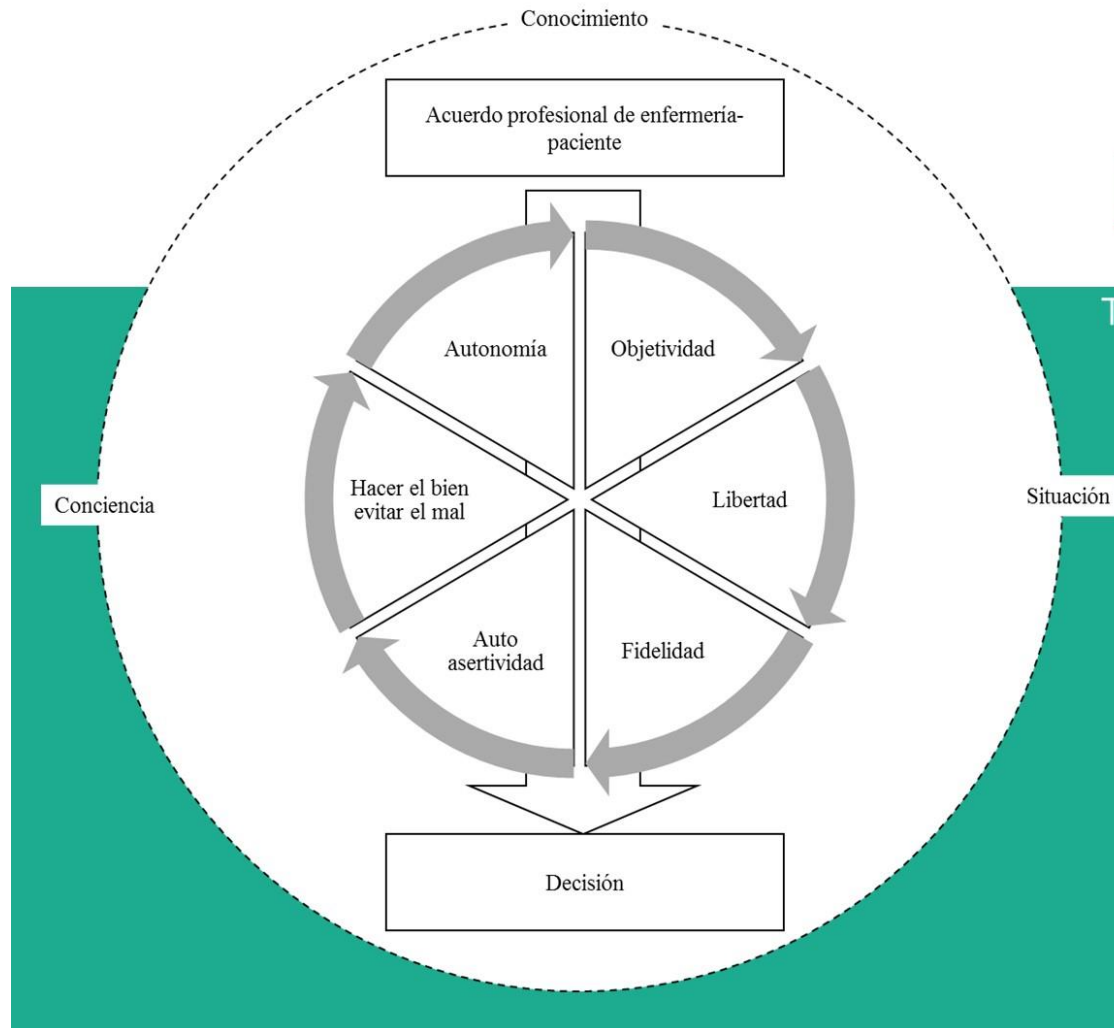 Conocimiento
Acuerdo profesional de enfermería-
paciente
Autonomía
Objetividad
Hacer el bien
evitar el mal
Libertad
Conciencia
Situación
Auto
asertividad
Fidelidad
Decisión
T